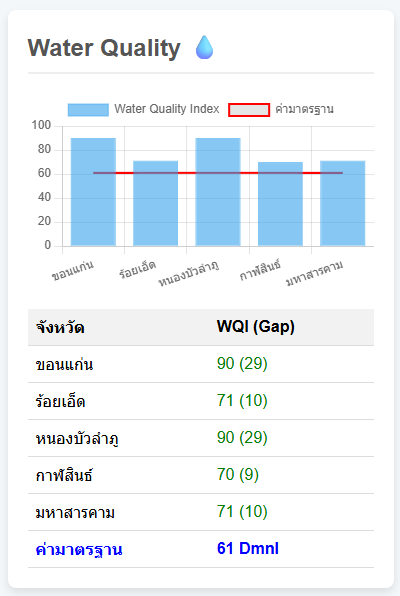 Water Quality 💧
Water Quality Index ค่ามาตรฐาน
100
80
60
40
20
0
ขอนแก่น ร้อยเอ็ด หนองบัวลำภู กาฬสินธุ์ มหาสารคาม
จังหวัด WQI (Gap)
ขอนแก่น 90 (29)
ร้อยเอ็ด 71 (10)
หนองบัวลำภู 90 (29)
กาฬสินธ์ 70 (9)
มหาสารคาม 71 (10)
ค่ามาตรฐาน 61 Dmnl